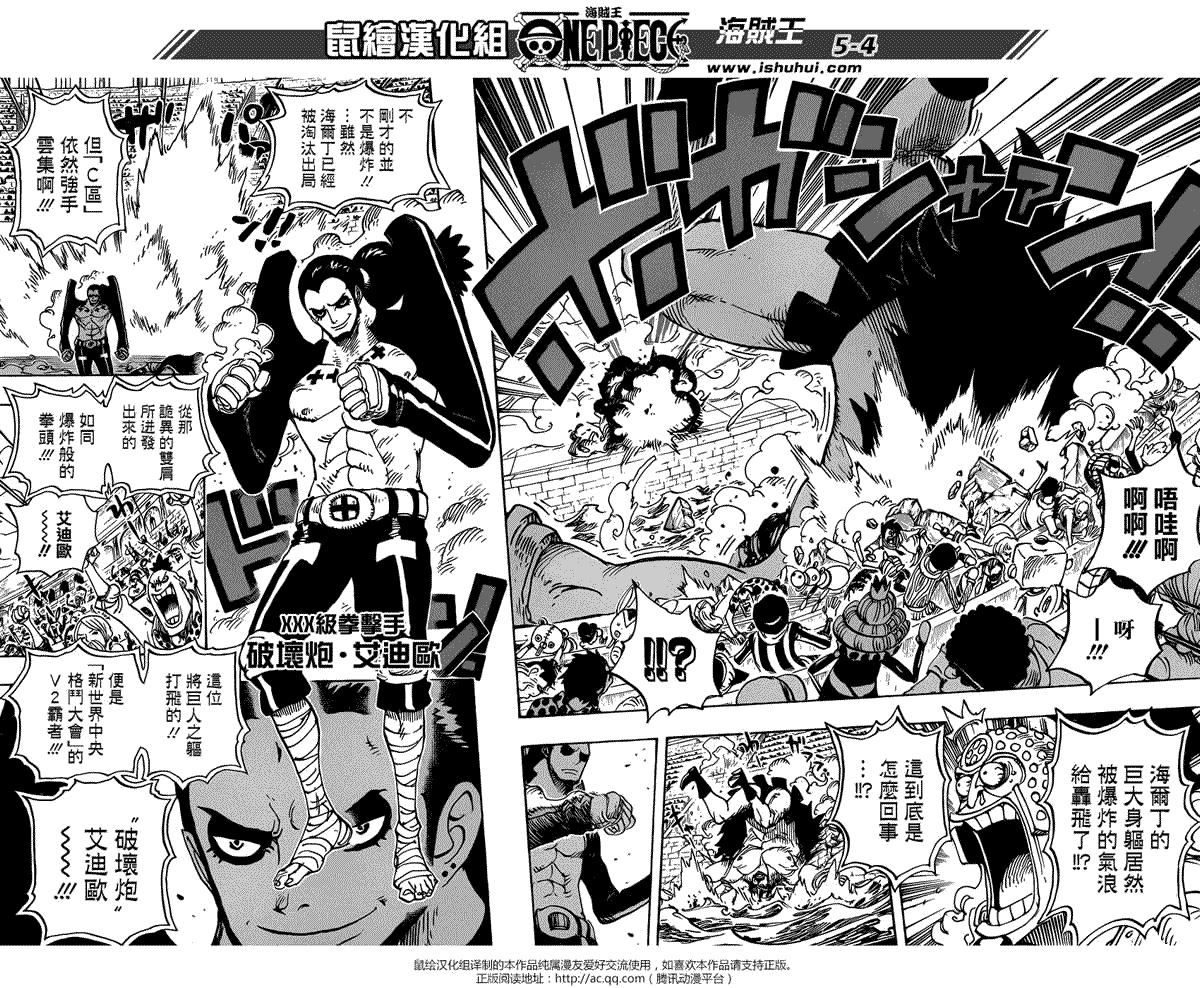 鼠繪漢化組
海賊王
ONE PIECE
海賊王
5-4
www.ishuhui.com
ボガァン!!
唔哇啊
啊啊!!!
呀
ー!!!
!!?
海爾丁的
巨大身軀居然
被爆炸的氣浪
給轟飛了!!?
這到底是
怎麼回事
…!!?
不
剛才的並
不是爆炸!!
…雖然
海爾丁已經
被淘汰出局
但「C區」
依然強手
雲集啊!!!
從那
詭異的雙肩
所迸發
出來的
如同
爆炸般的
拳頭!!!
艾迪歐
~~!!!
ドドン!!
XXX級拳擊手
破壞炮·艾迪歐
這位
將巨人之軀
打飛的!!
便是
「新世界中央
格鬥大會」的
V2霸者!!!
"破壞炮"
艾迪歐
~~!!!
鼠绘汉化组译制的本作品纯属漫友爱好交流使用，如喜欢本作品请支持正版。
正版阅读地址：http://ac.qq.com（腾讯动漫平台）